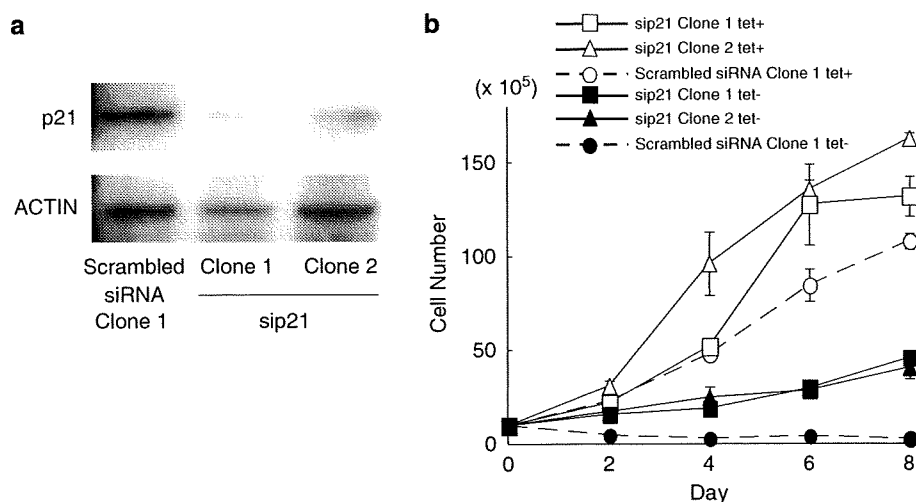 a
p21
ACTIN
Scrambled
siRNA
Clone 1
Clone 1
Clone 2
sip21
b
sip21 Clone 1 tet+
sip21 Clone 2 tet+
Scrambled siRNA Clone 1 tet+
sip21 Clone 1 tet-
sip21 Clone 2 tet-
Scrambled siRNA Clone 1 tet-
(x 10⁵)
150
100
50
0
Cell Number
0 2 4 6 8
Day